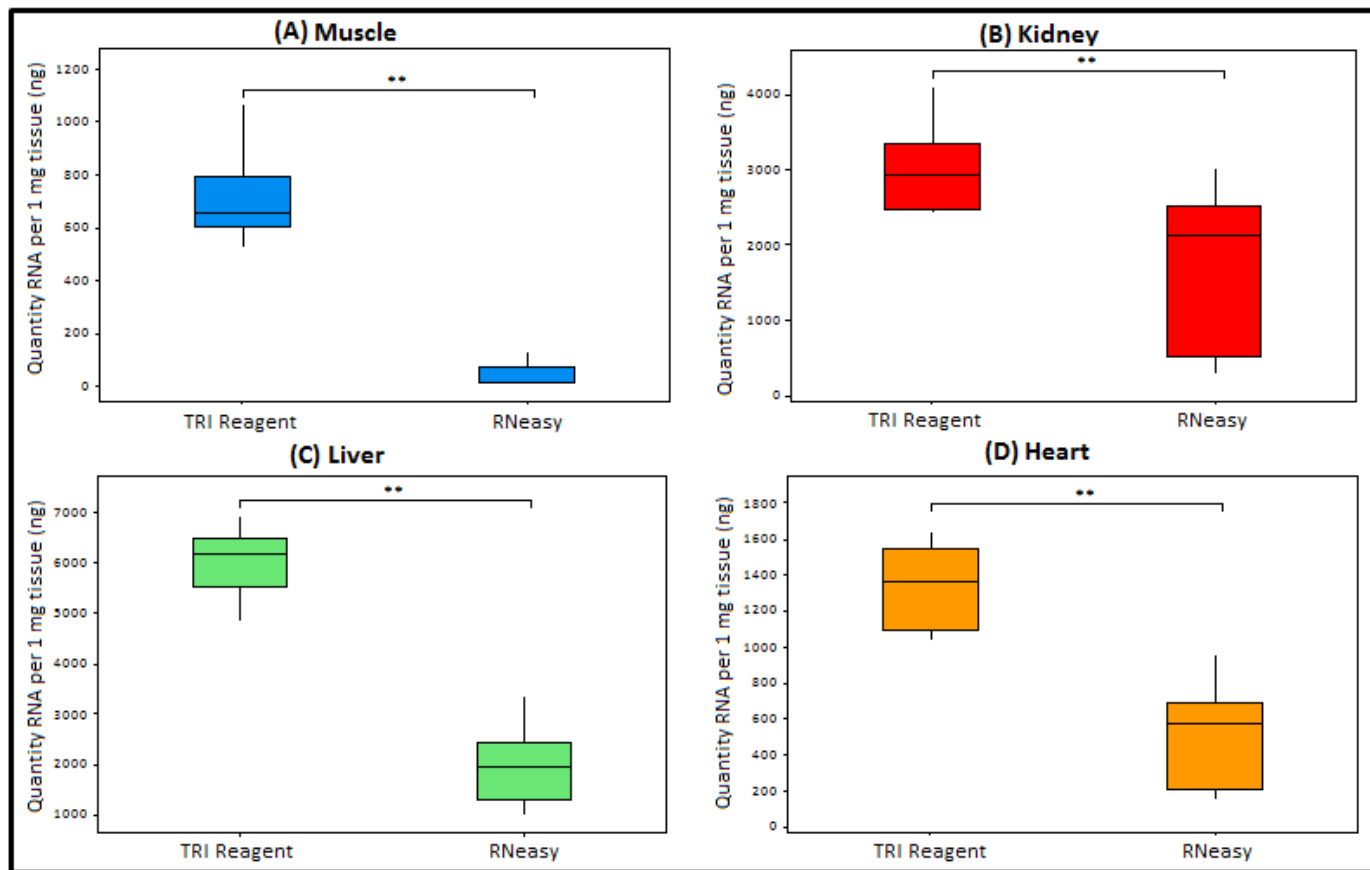 (A) Muscle
Quantity RNA per 1 mg tissue (ng)
1200
1000
800
600
400
200
0
**
TRI Reagent RNeasy
(B) Kidney
Quantity RNA per 1 mg tissue (ng)
4000
3000
2000
1000
0
**
TRI Reagent RNeasy
(C) Liver
Quantity RNA per 1 mg tissue (ng)
7000
6000
5000
4000
3000
2000
1000
**
TRI Reagent RNeasy
(D) Heart
Quantity RNA per 1 mg tissue (ng)
1800
1600
1400
1200
1000
800
600
400
200
0
**
TRI Reagent RNeasy